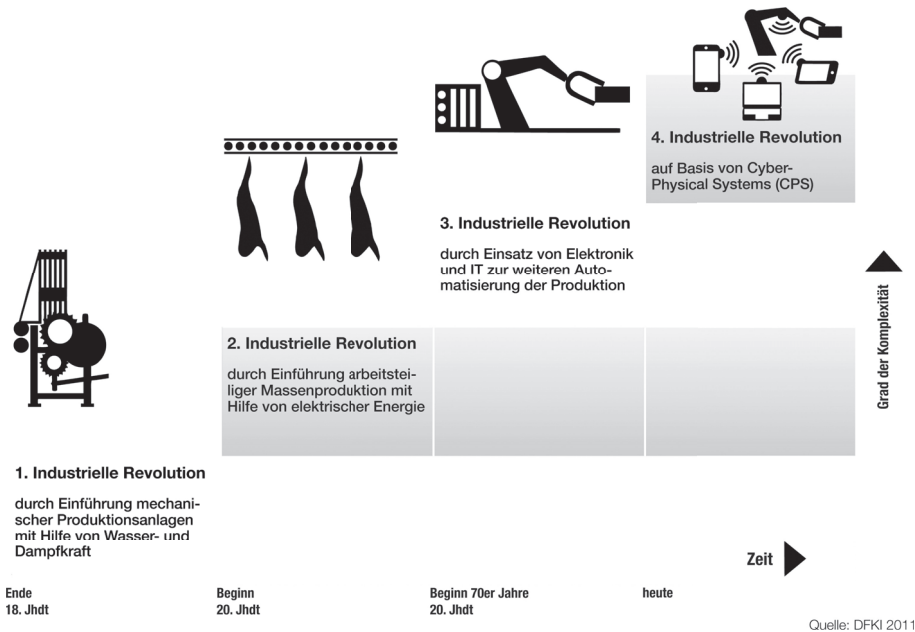 4. Industrielle Revolution
auf Basis von Cyber-
Physical Systems (CPS)
3. Industrielle Revolution
durch Einsatz von Elektronik
und IT zur weiteren Auto-
matisierung der Produktion
2. Industrielle Revolution
durch Einführung arbeitstei-
liger Massenproduktion mit
Hilfe von elektrischer Energie
1. Industrielle Revolution
durch Einführung mechani-
scher Produktionsanlagen
mit Hilfe von Wasser- und
Dampfkraft
Grad der Komplexität
Zeit
Ende
18. Jhdt
Beginn
20. Jhdt
Beginn 70er Jahre
20. Jhdt
heute
Quelle: DFKI 2011